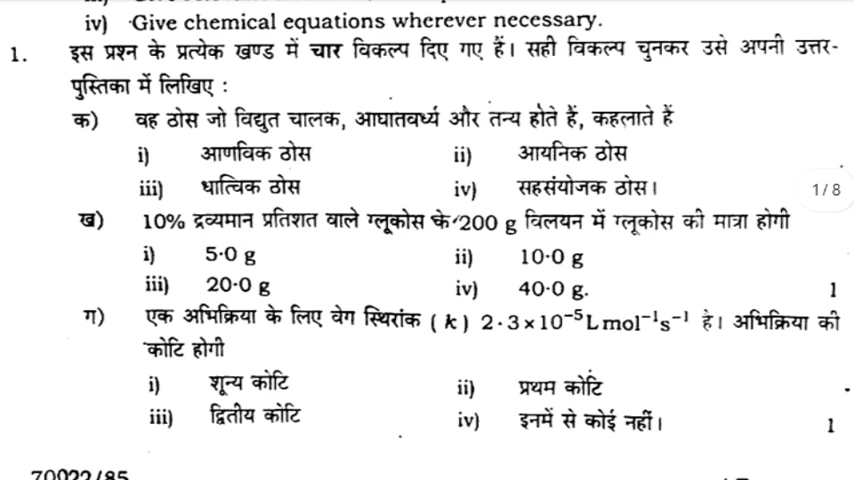 iv) Give chemical equations wherever necessary.
1. इस प्रश्न के प्रत्येक खण्ड में चार विकल्प दिए गए हैं। सही विकल्प चुनकर उसे अपनी उत्तर-
पुस्तिका में लिखिए :
क) वह ठोस जो विद्युत चालक, आघातवर्ध्य और तन्य होते हैं, कहलाते हैं
i) आणविक ठोस ii) आयनिक ठोस
iii) धात्विक ठोस iv) सहसंयोजक ठोस।
1/8
ख) 10% द्रव्यमान प्रतिशत वाले ग्लूकोस के 200 g विलयन में ग्लूकोस की मात्रा होगी
i) 5·0 g ii) 10·0 g
iii) 20·0 g iv) 40·0 g. 1
ग) एक अभिक्रिया के लिए वेग स्थिरांक ( k ) 2·3×10⁻⁵ L mol⁻¹s⁻¹ है। अभिक्रिया की
कोटि होगी
i) शून्य कोटि ii) प्रथम कोटि
iii) द्वितीय कोटि iv) इनमें से कोई नहीं। 1